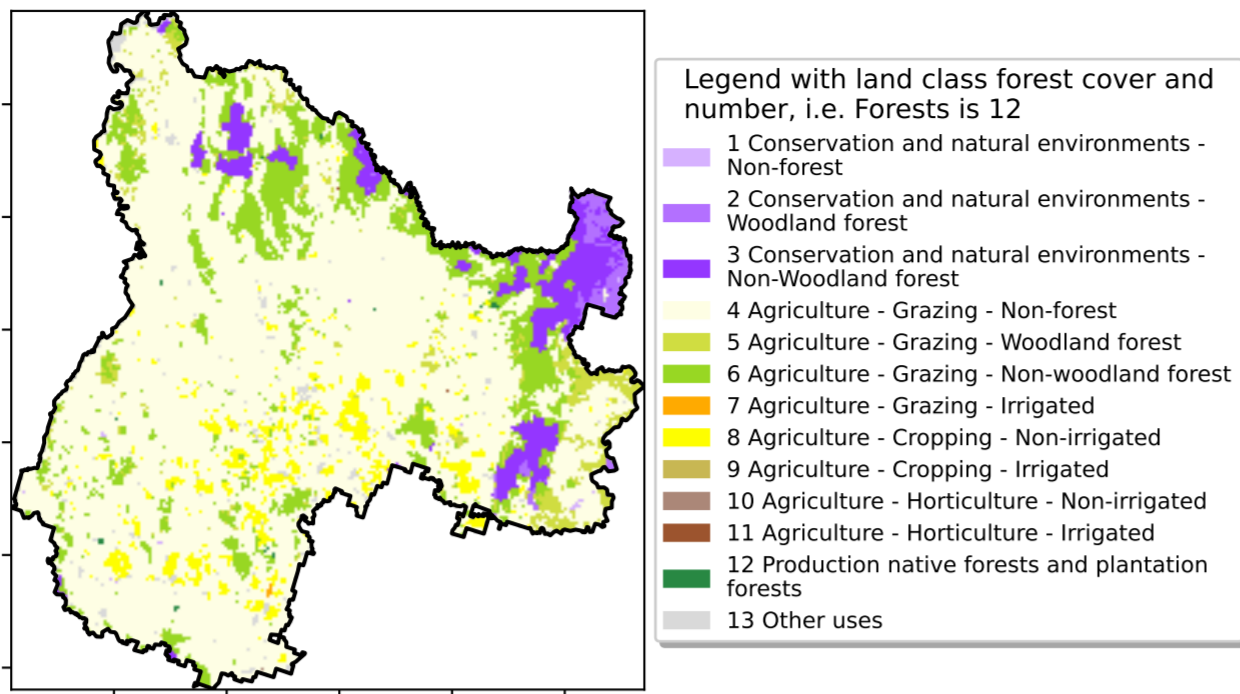 Legend with land class forest cover and
number, i.e. Forests is 12
1 Conservation and natural environments -
Non-forest
2 Conservation and natural environments -
Woodland forest
3 Conservation and natural environments -
Non-Woodland forest
4 Agriculture - Grazing - Non-forest
5 Agriculture - Grazing - Woodland forest
6 Agriculture - Grazing - Non-woodland forest
7 Agriculture - Grazing - Irrigated
8 Agriculture - Cropping - Non-irrigated
9 Agriculture - Cropping - Irrigated
10 Agriculture - Horticulture - Non-irrigated
11 Agriculture - Horticulture - Irrigated
12 Production native forests and plantation
forests
13 Other uses